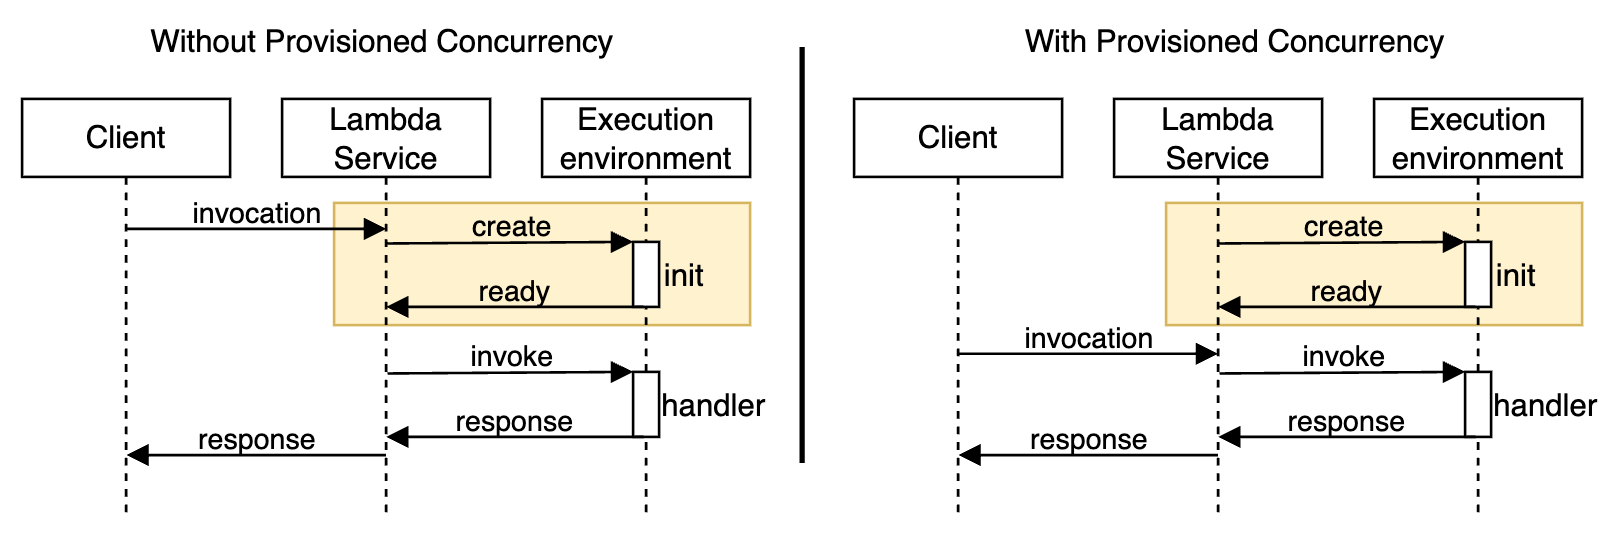 Without Provisioned Concurrency
Client
Lambda
Service
Execution
environment
invocation
create
init
ready
invoke
handler
response
response
With Provisioned Concurrency
Client
Lambda
Service
Execution
environment
create
init
ready
invocation
invoke
handler
response
response